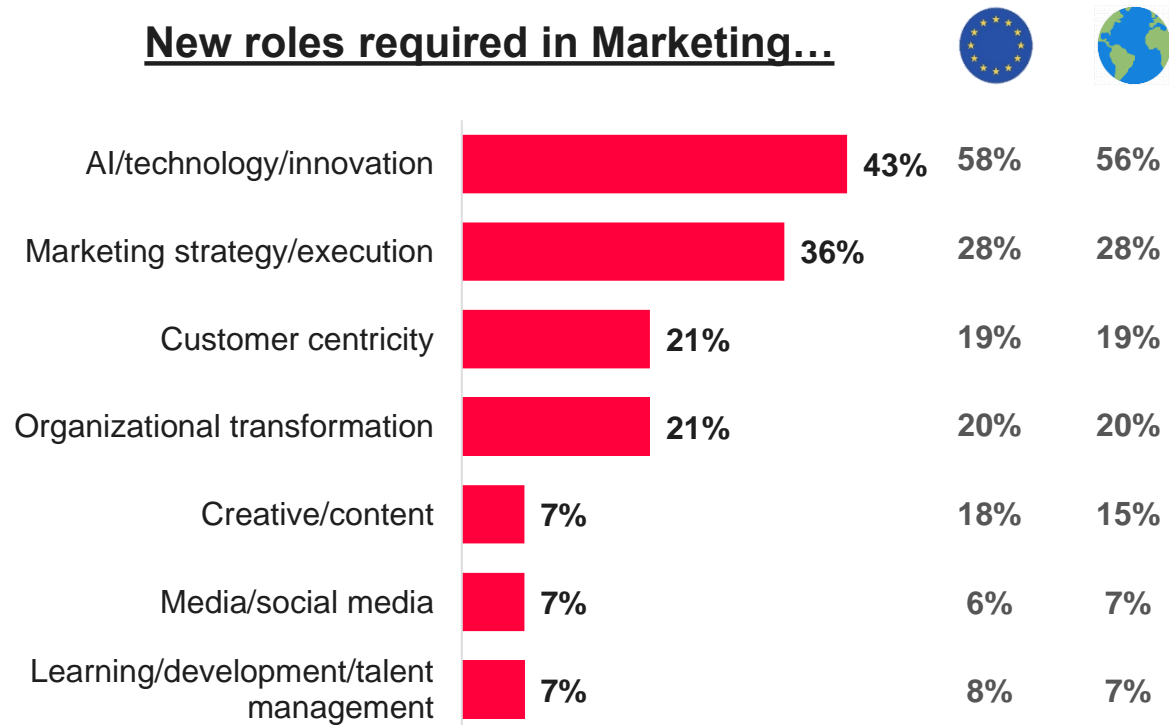 New roles required in Marketing…
AI/technology/innovation 43% 58% 56%
Marketing strategy/execution 36% 28% 28%
Customer centricity 21% 19% 19%
Organizational transformation 21% 20% 20%
Creative/content 7% 18% 15%
Media/social media 7% 6% 7%
Learning/development/talent
management 7% 8% 7%